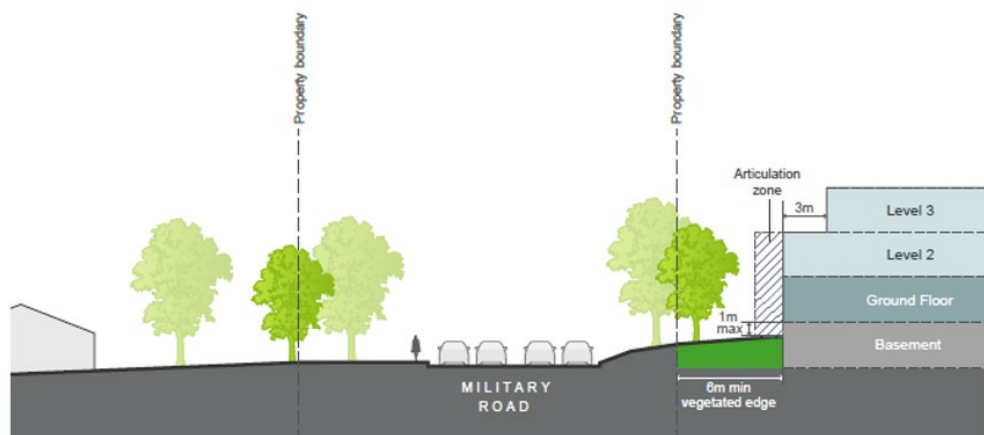 Property boundary
Property boundary
Articulation
zone
3m
Level 3
Level 2
Ground Floor
1m
max
Basement
6m min
vegetated edge
MILITARY
ROAD